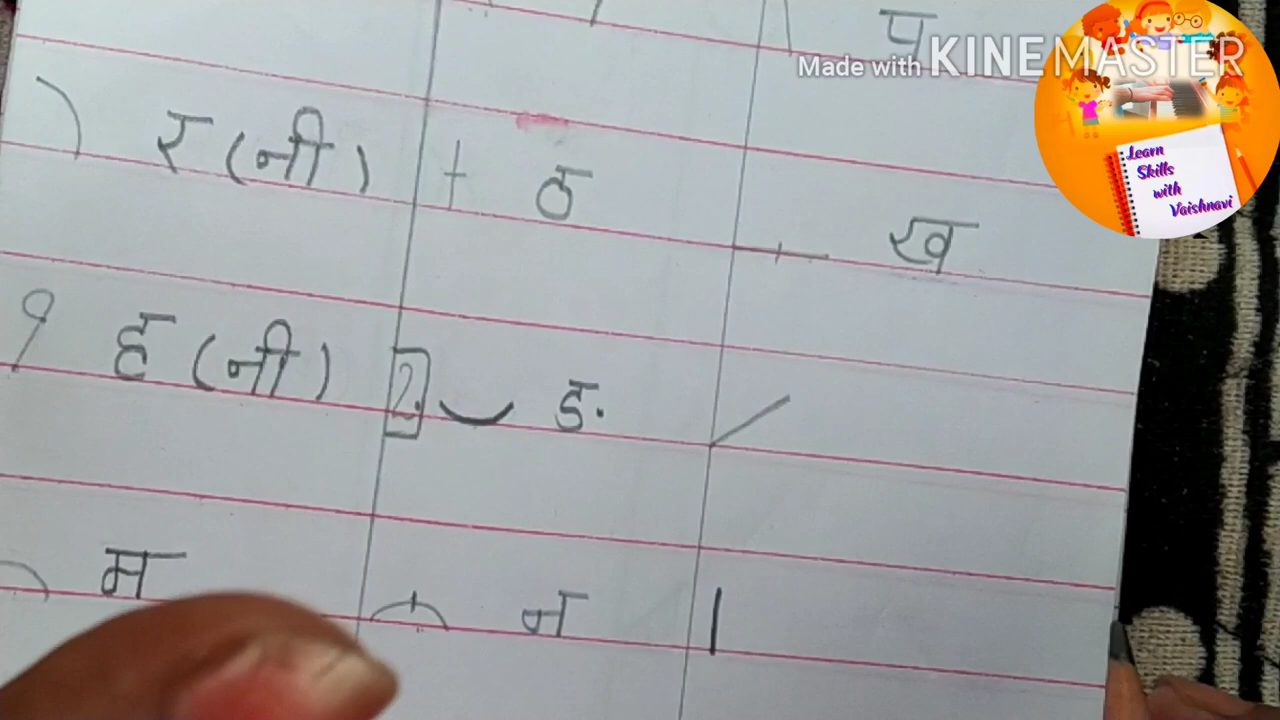 प
Made with KINEMASTER
Learn
Skills
with
Vaishnavi
र (नी) ठ
ख
ह (नी) ङ
म न